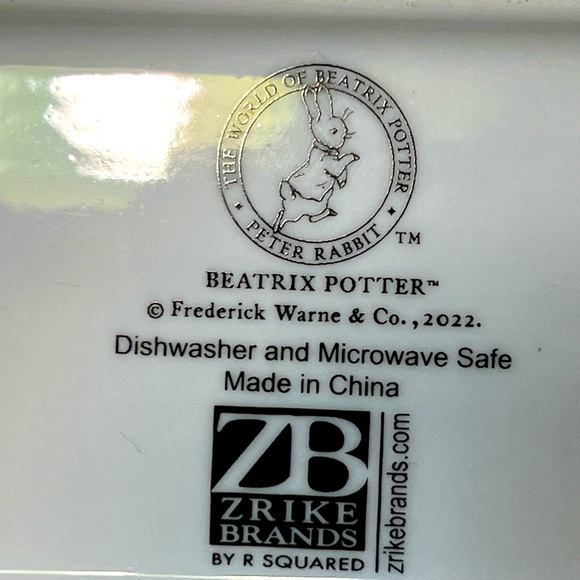 THE WORLD OF BEATRIX POTTER
PETER RABBIT
TM
BEATRIX POTTER™
© Frederick Warne & Co., 2022.
Dishwasher and Microwave Safe
Made in China
ZB
ZRIKE
BRANDS
BY R SQUARED
zrikebrands.com